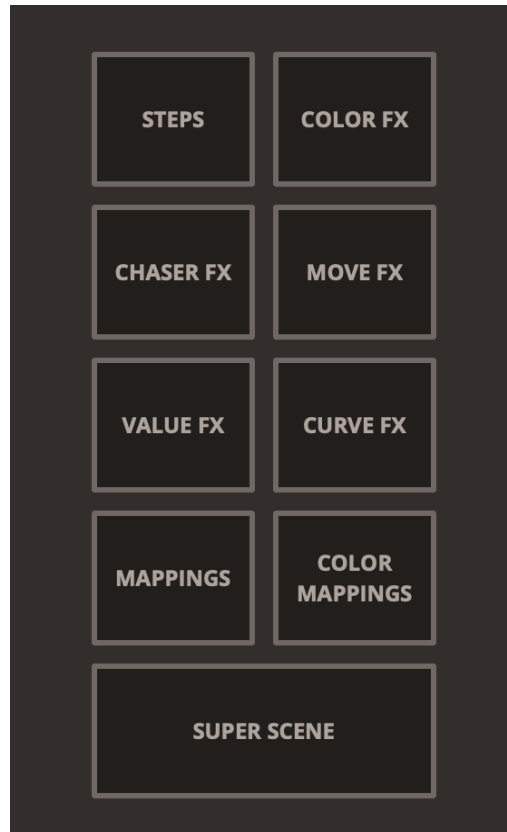 STEPS
COLOR FX
CHASER FX
MOVE FX
VALUE FX
CURVE FX
MAPPINGS
COLOR
MAPPINGS
SUPER SCENE